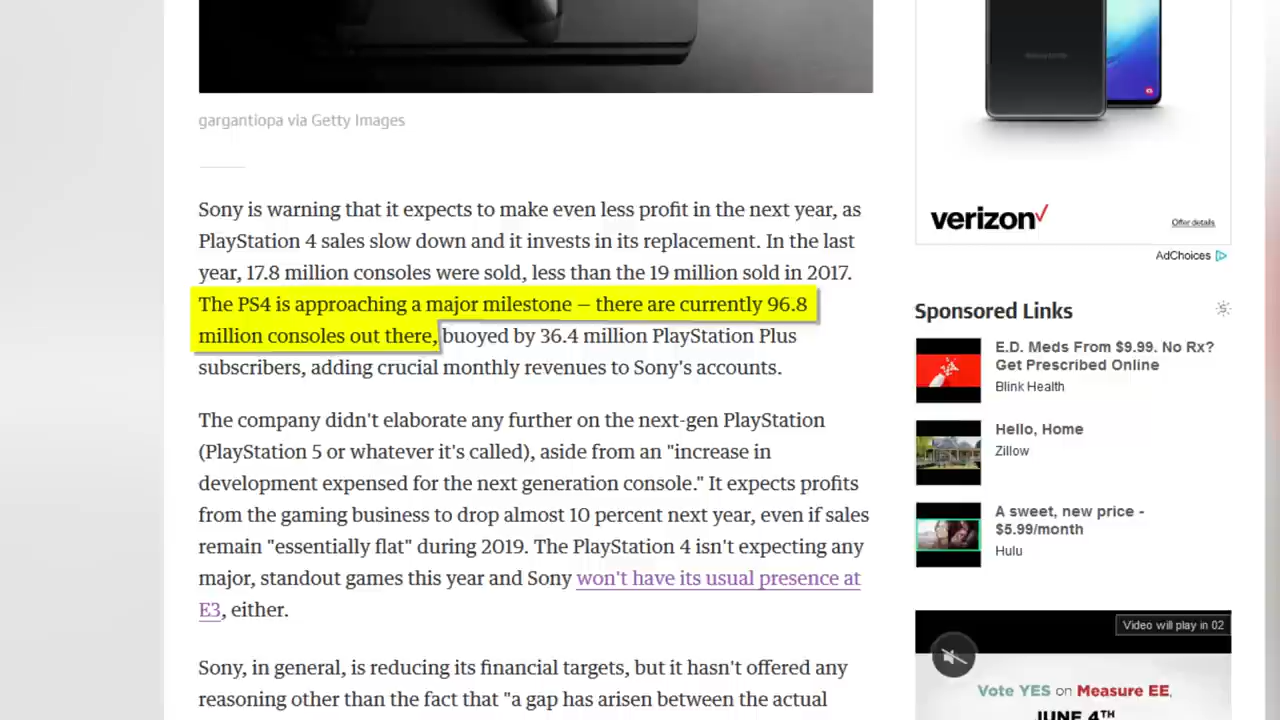 gargantiopa via Getty Images
Sony is warning that it expects to make even less profit in the next year, as
PlayStation 4 sales slow down and it invests in its replacement. In the last
year, 17.8 million consoles were sold, less than the 19 million sold in 2017.
The PS4 is approaching a major milestone – there are currently 96.8
million consoles out there, buoyed by 36.4 million PlayStation Plus
subscribers, adding crucial monthly revenues to Sony's accounts.
The company didn't elaborate any further on the next-gen PlayStation
(PlayStation 5 or whatever it's called), aside from an "increase in
development expensed for the next generation console." It expects profits
from the gaming business to drop almost 10 percent next year, even if sales
remain "essentially flat" during 2019. The PlayStation 4 isn't expecting any
major, standout games this year and Sony won't have its usual presence at
E3, either.
Sony, in general, is reducing its financial targets, but it hasn't offered any
reasoning other than the fact that "a gap has arisen between the actual
verizon
Offer details
AdChoices
Sponsored Links
E.D. Meds From $9.99. No Rx?
Get Prescribed Online
Blink Health
Hello, Home
Zillow
A sweet, new price -
$5.99/month
Hulu
Video will play in 02
Vote YES on Measure EE,
JUNE 4TH